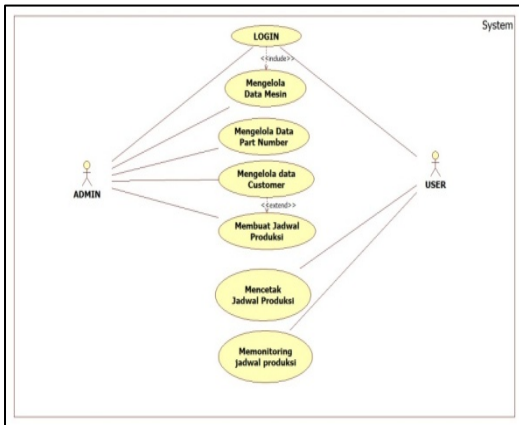 System
LOGIN
<<include>>
Mengelola
Data Mesin
Mengelola Data
Part Number
Mengelola data
Customer
ADMIN
USER
<<extend>>
Membuat Jadwal
Produksi
Mencetak
Jadwal Produksi
Memonitoring
jadwal produksi